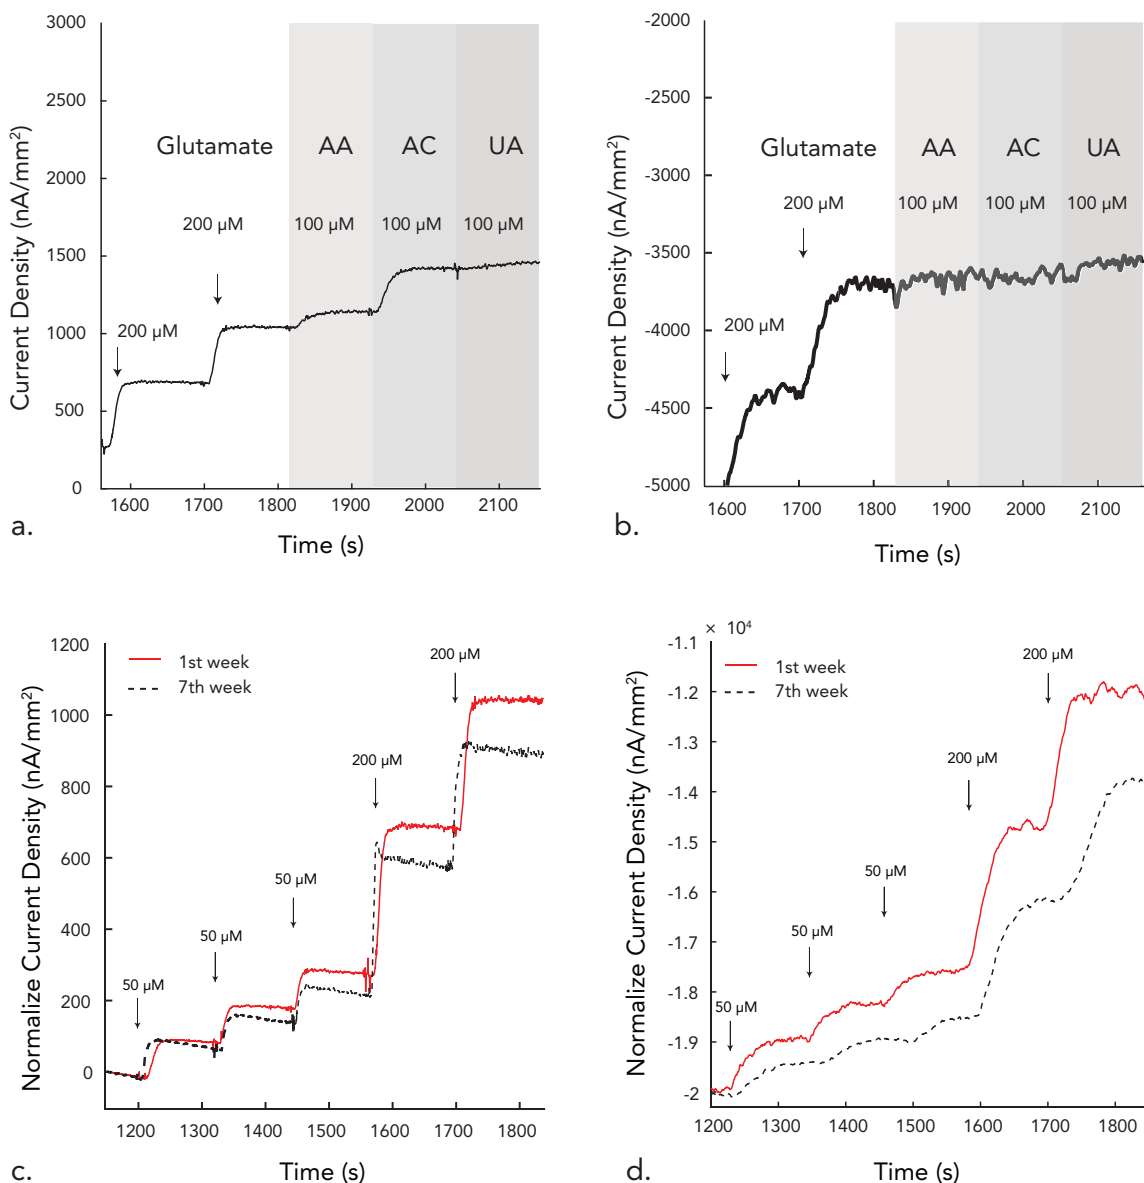 3000
2500
2000
1500
1000
500
0
Current Density (nA/mm²)
Glutamate
AA
AC
UA
200 µM
100 µM
100 µM
100 µM
200 µM
1600
1700
1800
1900
2000
2100
Time (s)
a.
-2000
-2500
-3000
-3500
-4000
-4500
-5000
Current Density (nA/mm²)
Glutamate
AA
AC
UA
200 µM
100 µM
100 µM
100 µM
200 µM
1600
1700
1800
1900
2000
2100
Time (s)
b.
1200
1000
800
600
400
200
0
Normalize Current Density (nA/mm²)
1st week
7th week
200 µM
200 µM
50 µM
50 µM
50 µM
1200
1300
1400
1500
1600
1700
1800
Time (s)
c.
× 10⁴
-1.1
-1.2
-1.3
-1.4
-1.5
-1.6
-1.7
-1.8
-1.9
-2
Normalize Current Density (nA/mm²)
1st week
7th week
200 µM
200 µM
50 µM
50 µM
50 µM
1200
1300
1400
1500
1600
1700
1800
Time (s)
d.